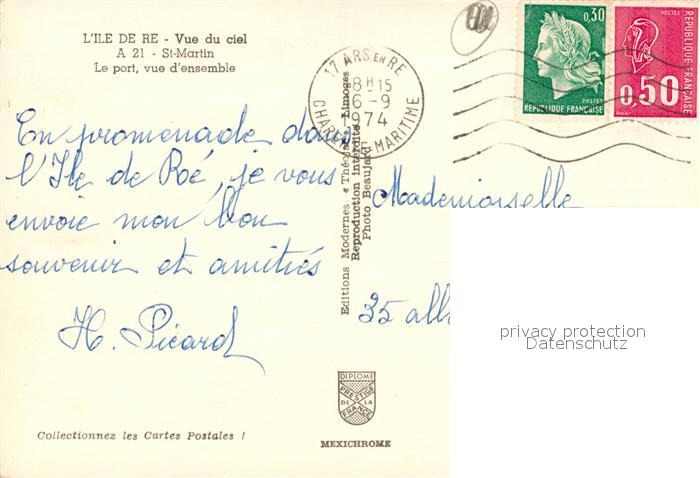 L'ILE DE RE - Vue du ciel
A 21 - St-Martin
Le port, vue d'ensemble
En promenade dans
l'Ile de Ré, je vous
envoie mon bon
souvenir et amitiés
H. Picard
Collectionnez les Cartes Postales !
Editions Modernes « Théojac » Limoges
Reproduction Interdite
Photo Beaujard
DIPLOME
PRESTIGE
DE LA
FRANCE
MEXICHROME
17 ARS EN RE
8H15
6-9
1974
CHARENTE MARITIME
0,30
POSTES
REPUBLIQUE FRANÇAISE
POSTES
0,50
REPUBLIQUE FRANÇAISE
Mademoiselle
35 all
privacy protection
Datenschutz